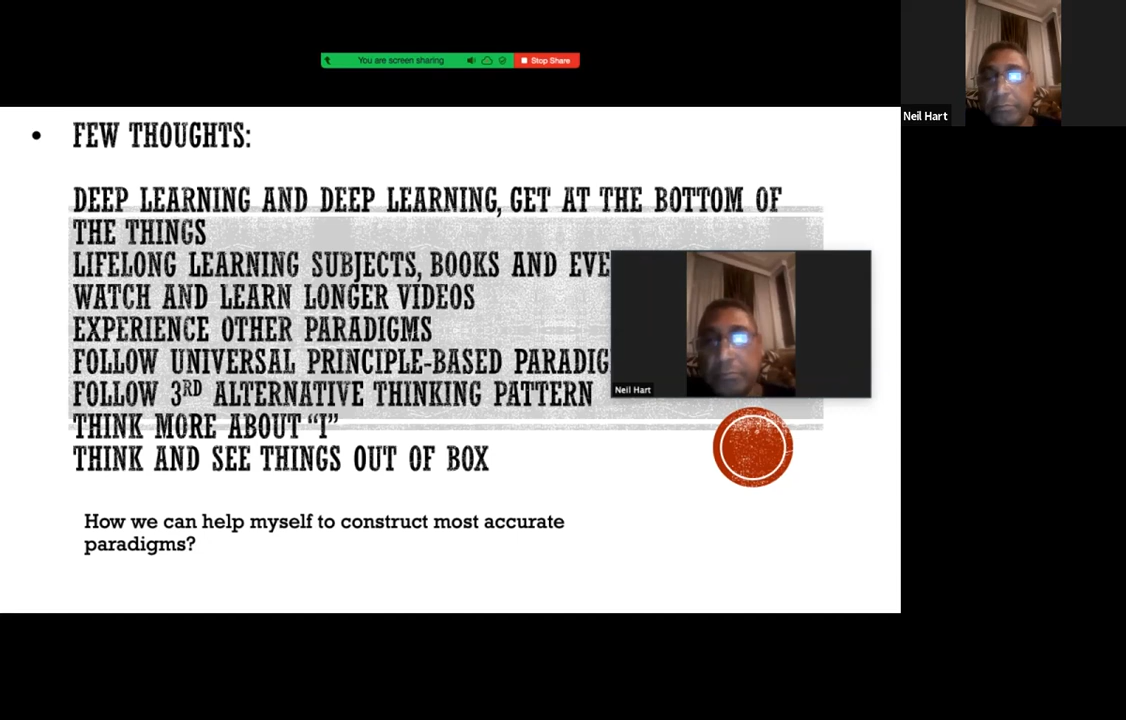 You are screen sharing
Stop Share
Neil Hart
• FEW THOUGHTS:
DEEP LEARNING AND DEEP LEARNING, GET AT THE BOTTOM OF
THE THINGS
LIFELONG LEARNING SUBJECTS, BOOKS AND EVE
WATCH AND LEARN LONGER VIDEOS
EXPERIENCE OTHER PARADIGMS
FOLLOW UNIVERSAL PRINCIPLE-BASED PARADIG
FOLLOW 3RD ALTERNATIVE THINKING PATTERN
Neil Hart
THINK MORE ABOUT “I”
THINK AND SEE THINGS OUT OF BOX
How we can help myself to construct most accurate
paradigms?